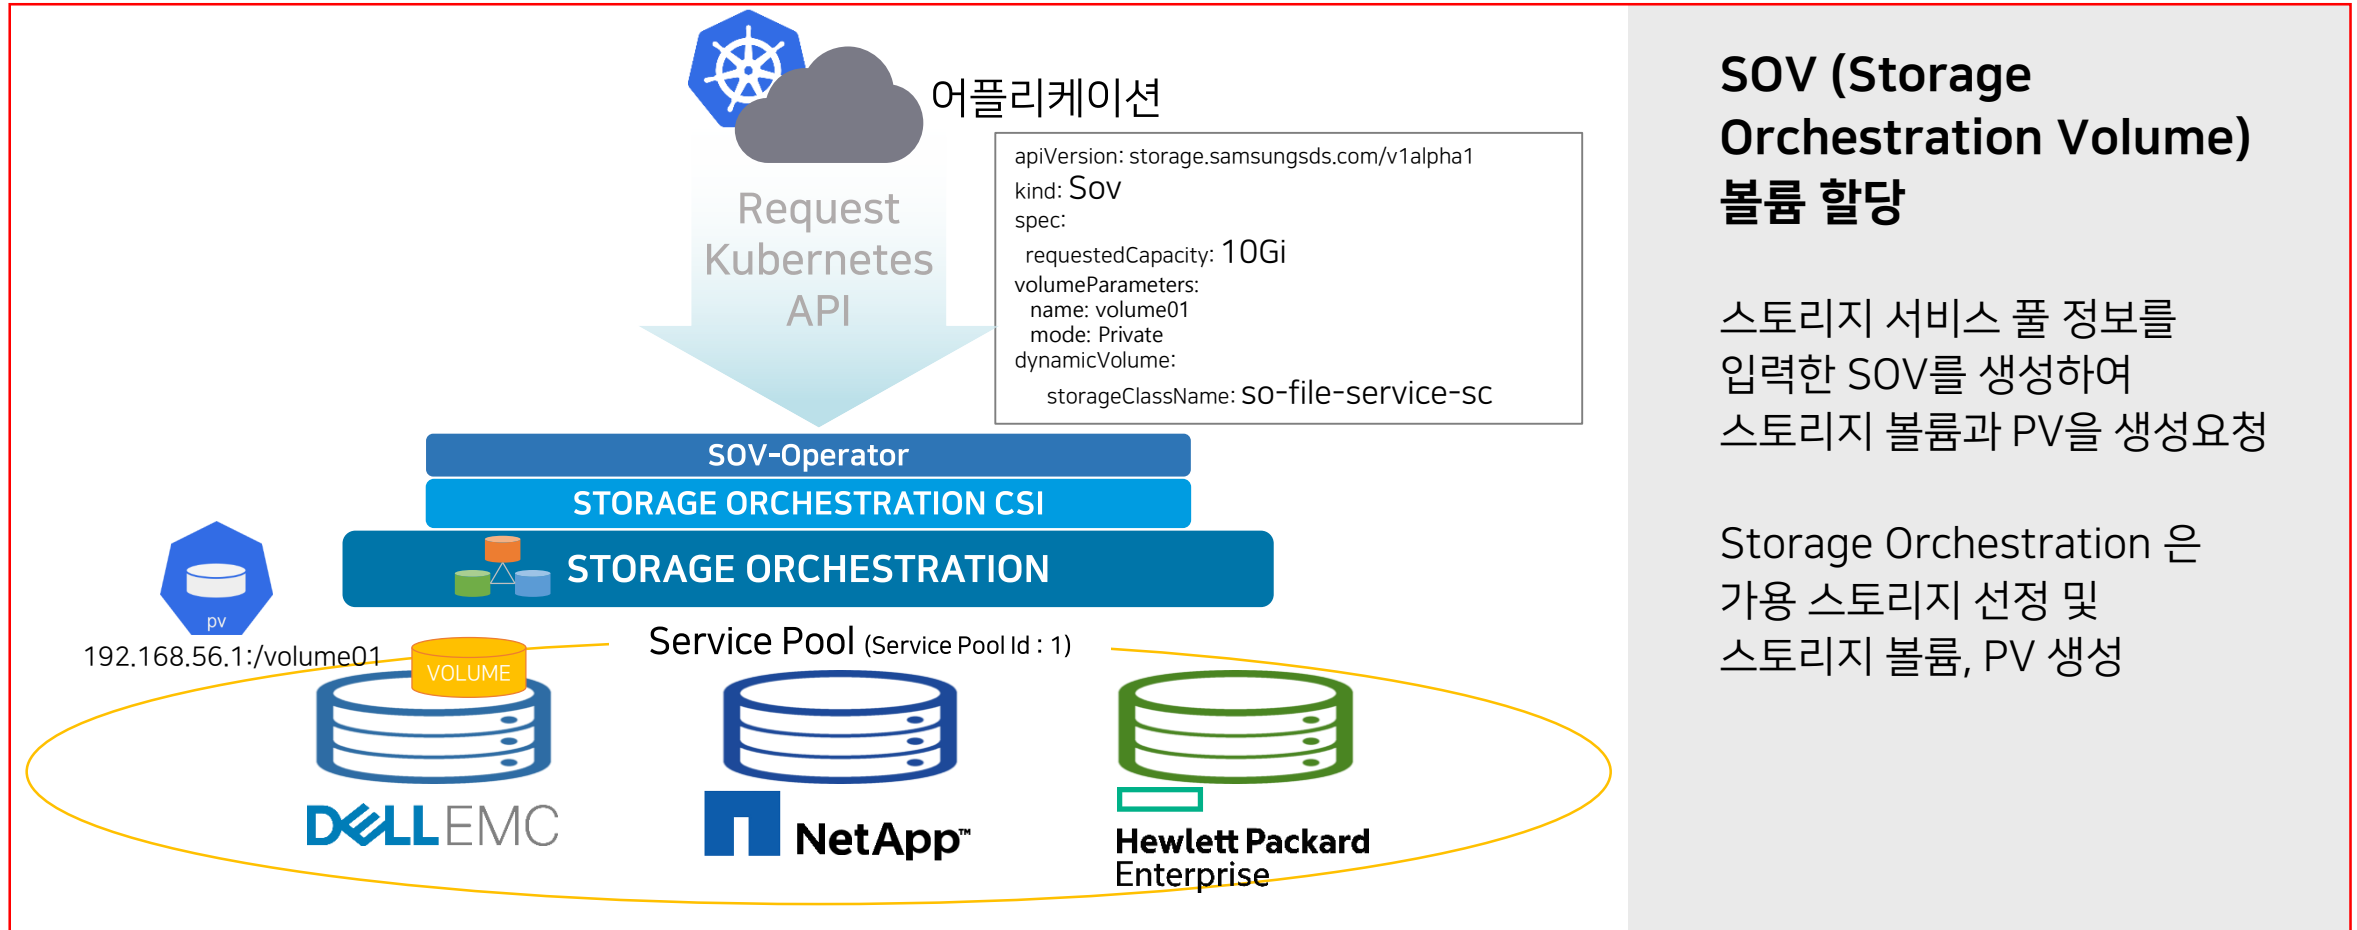 어플리케이션
Request
Kubernetes
API
apiVersion: storage.samsungsds.com/v1alpha1
kind: Sov
spec:
requestedCapacity: 10Gi
volumeParameters:
name: volume01
mode: Private
dynamicVolume:
storageClassName: so-file-service-sc
SOV-Operator
STORAGE ORCHESTRATION CSI
STORAGE ORCHESTRATION
pv
192.168.56.1:/volume01
VOLUME
Service Pool (Service Pool Id : 1)
DELLEMC
NetApp™
Hewlett Packard
Enterprise
SOV (Storage
Orchestration Volume)
볼륨 할당
스토리지 서비스 풀 정보를
입력한 SOV를 생성하여
스토리지 볼륨과 PV을 생성요청
Storage Orchestration 은
가용 스토리지 선정 및
스토리지 볼륨, PV 생성